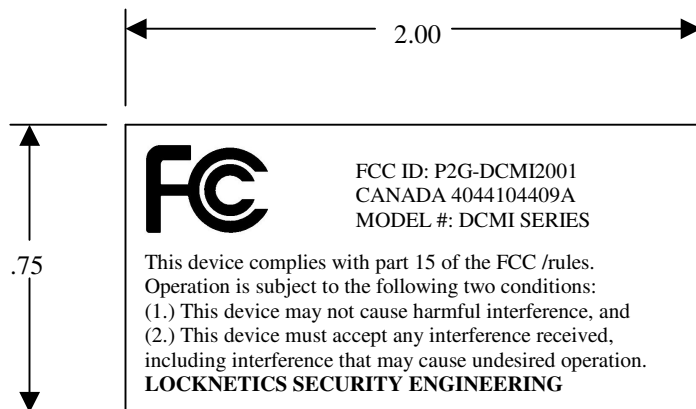 2.00
FC
FCC ID: P2G-DCMI2001
CANADA 4044104409A
MODEL #: DCMI SERIES
.75
This device complies with part 15 of the FCC /rules.
Operation is subject to the following two conditions:
(1.) This device may not cause harmful interference, and
(2.) This device must accept any interference received,
including interference that may cause undesired operation.
LOCKNETICS SECURITY ENGINEERING